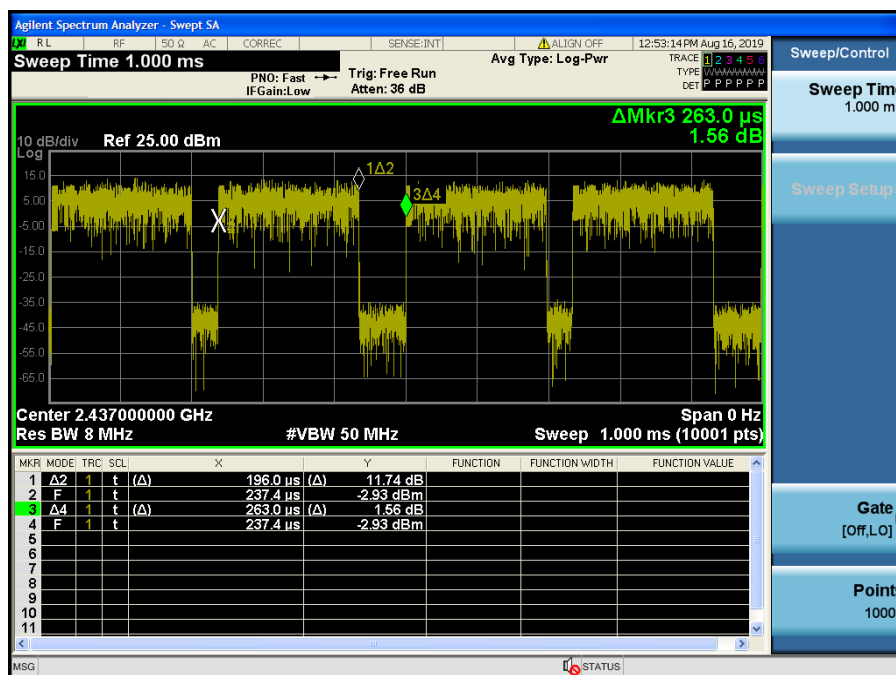 Agilent Spectrum Analyzer - Swept SA
LXI RL RF 50 Ω AC CORREC SENSE:INT ALIGN OFF 12:53:14 PM Aug 16, 2019
Sweep Time 1.000 ms
PNO: Fast
IFGain:Low
Trig: Free Run
Atten: 36 dB
Avg Type: Log-Pwr
TRACE 1 2 3 4 5 6
TYPE WWWWWW
DET P P P P P P
ΔMkr3 263.0 µs
1.56 dB
10 dB/div Ref 25.00 dBm
Log
15.0
5.00
-5.00
-15.0
-25.0
-35.0
-45.0
-55.0
-65.0
1Δ2
3Δ4
Center 2.437000000 GHz Span 0 Hz
Res BW 8 MHz #VBW 50 MHz Sweep 1.000 ms (10001 pts)
MKR MODE TRC SCL X Y FUNCTION FUNCTION WIDTH FUNCTION VALUE
1 Δ2 1 t (Δ) 196.0 µs (Δ) 11.74 dB
2 F 1 t 237.4 µs -2.93 dBm
3 Δ4 1 t (Δ) 263.0 µs (Δ) 1.56 dB
4 F 1 t 237.4 µs -2.93 dBm
5
6
7
8
9
10
11
MSG STATUS
Sweep/Control
Sweep Time
1.000 m
Sweep Setup
Gate
[Off,LO]
Point
1000